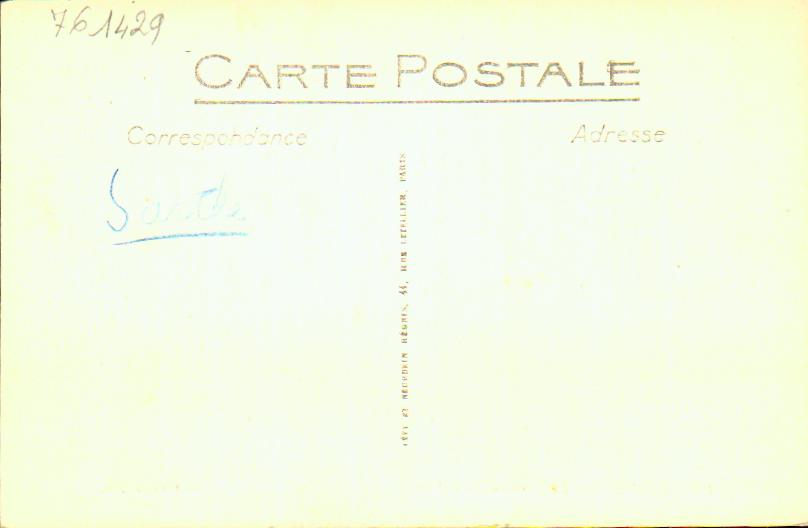 761429
CARTE POSTALE
Correspondance
Adresse
Sarthe
LÉVY ET NEURDEIN RÉUNIS, 44, RUE LETELLIER, PARIS